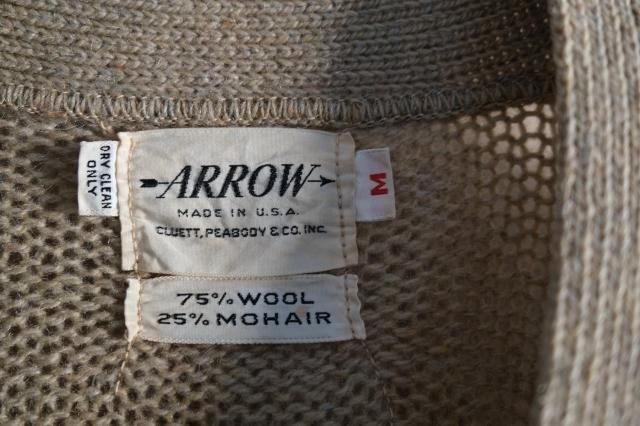 DRY CLEAN
ONLY
ARROW
MADE IN U.S.A.
CLUETT, PEABODY & CO. INC.
M
75% WOOL
25% MOHAIR